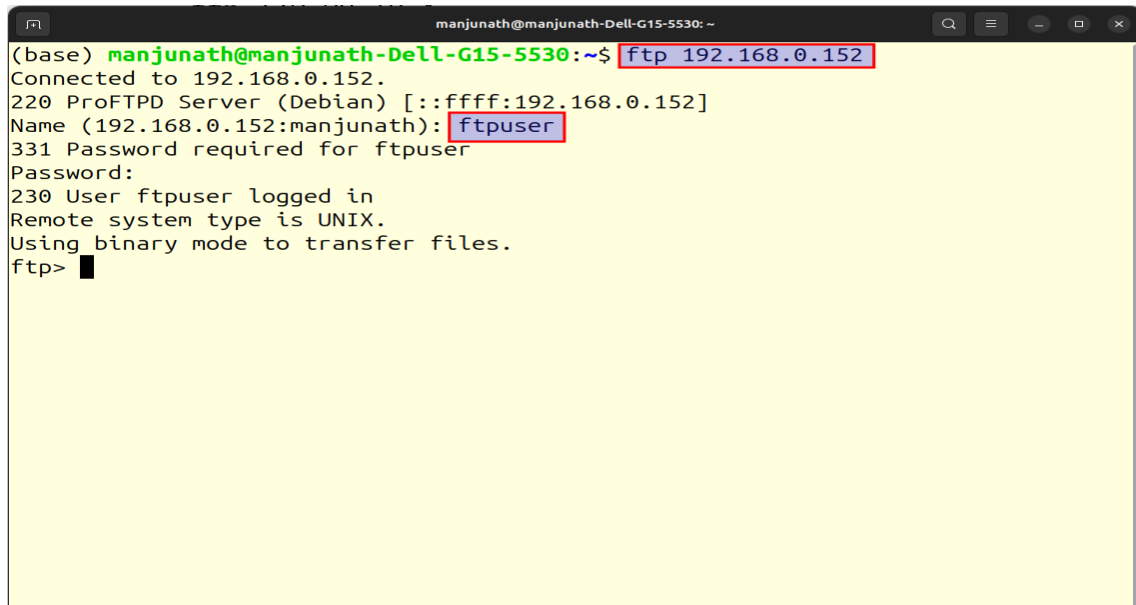 manjunath@manjunath-Dell-G15-5530: ~
(base) manjunath@manjunath-Dell-G15-5530:~$ ftp 192.168.0.152
Connected to 192.168.0.152.
220 ProFTPD Server (Debian) [::ffff:192.168.0.152]
Name (192.168.0.152:manjunath): ftpuser
331 Password required for ftpuser
Password:
230 User ftpuser logged in
Remote system type is UNIX.
Using binary mode to transfer files.
ftp>